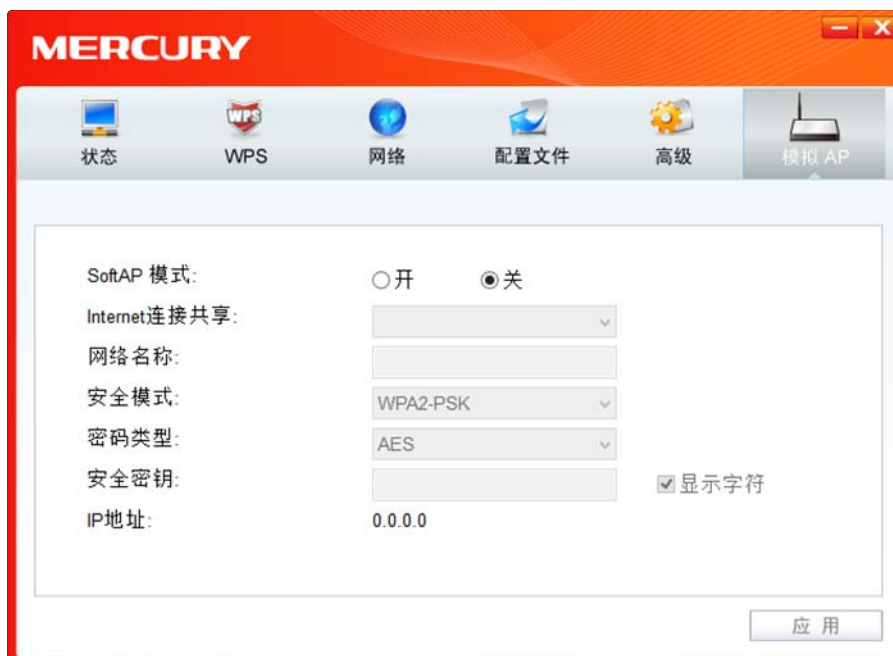 MERCURY
状态 WPS 网络 配置文件 高级 模拟 AP
SoftAP 模式: 开 关
Internet连接共享:
网络名称:
安全模式: WPA2-PSK
密码类型: AES
安全密钥: 显示字符
IP地址: 0.0.0.0
应 用